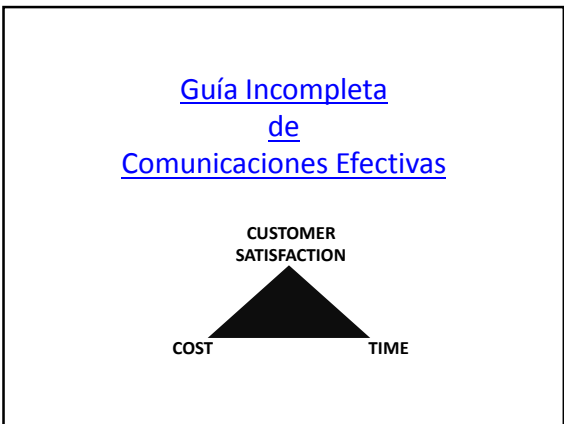 Guía Incompleta
de
Comunicaciones Efectivas
CUSTOMER
SATISFACTION
COST
TIME